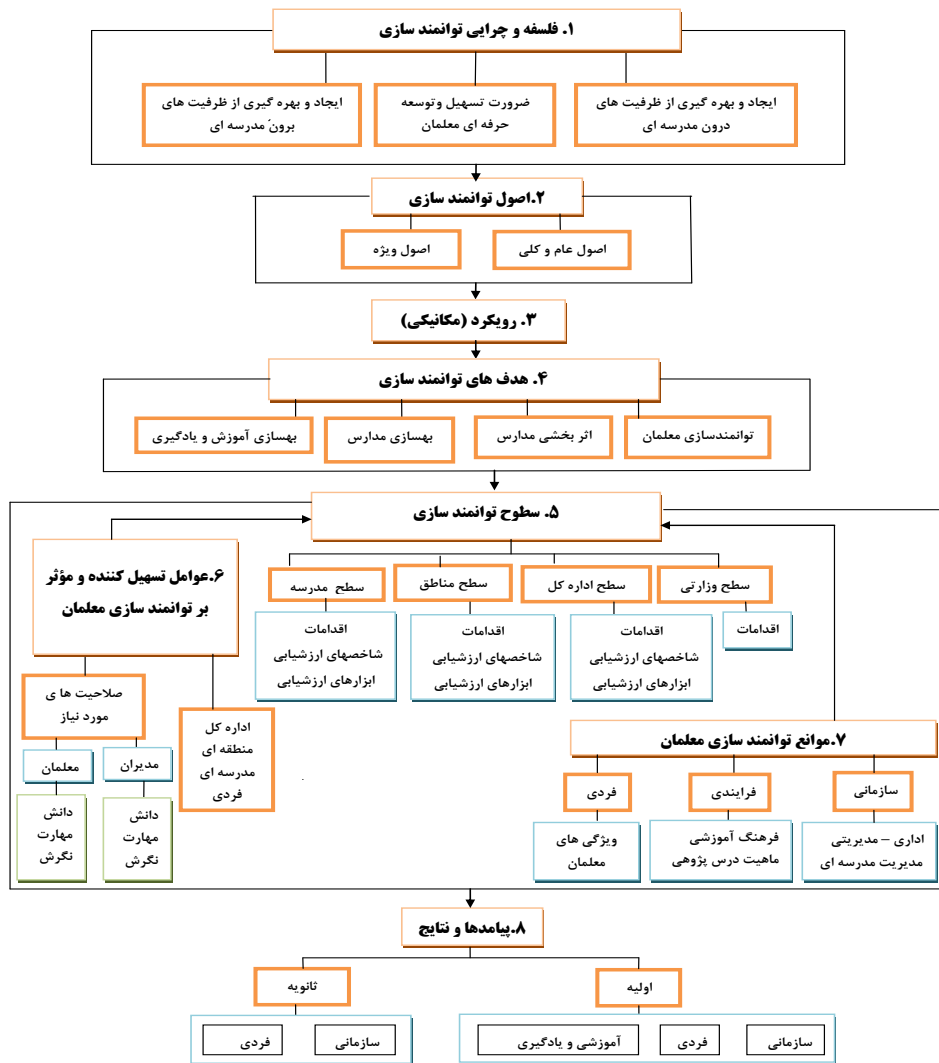 ۱. فلسفه و چرایی توانمند سازی
ایجاد و بهره گیری از ظرفیت های
درون مدرسه ای
ضرورت تسهیل وتوسعه
حرفه ای معلمان
ایجاد و بهره گیری از ظرفیت های
برون مدرسه ای
۲.اصول توانمند سازی
اصول عام و کلی
اصول ویژه
۳. رویکرد (مکانیکی)
۴. هدف های توانمند سازی
توانمندسازی معلمان
اثر بخشی مدارس
بهسازی مدارس
بهسازی آموزش و یادگیری
۵. سطوح توانمند سازی
سطح وزارتی
اقدامات
سطح اداره کل
اقدامات
شاخصهای ارزشیابی
ابزارهای ارزشیابی
سطح مناطق
اقدامات
شاخصهای ارزشیابی
ابزارهای ارزشیابی
سطح مدرسه
اقدامات
شاخصهای ارزشیابی
ابزارهای ارزشیابی
۶.عوامل تسهیل کننده و مؤثر
بر توانمند سازی معلمان
اداره کل
منطقه ای
مدرسه ای
فردی
صلاحیت ها ی
مورد نیاز
مدیران
دانش
مهارت
نگرش
معلمان
دانش
مهارت
نگرش
۷.موانع توانمند سازی معلمان
سازمانی
اداری – مدیریتی
مدیریت مدرسه ای
فرایندی
فرهنگ آموزشی
ماهیت درس پژوهی
فردی
ویژگی های
معلمان
۸.پیامدها و نتایج
اولیه
سازمانی
فردی
آموزشی و یادگیری
ثانویه
سازمانی
فردی